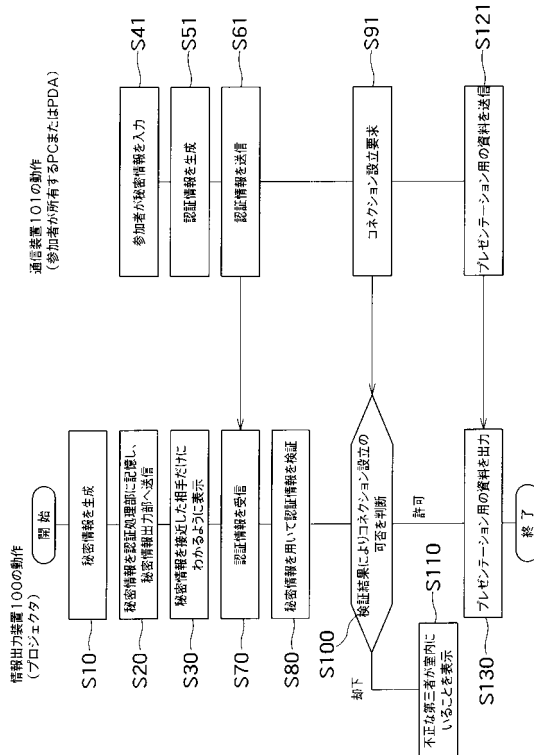 情報出力装置100の動作
(プロジェクタ)
通信装置101の動作
(参加者が所有するPCまたはPDA)
開始
S10
秘密情報を生成
S20
秘密情報を認証処理部に記憶し、
秘密情報出力部へ送信
S30
秘密情報を接近した相手だけに
わかるように表示
参加者が秘密情報を入力
S41
認証情報を生成
S51
認証情報を送信
S61
S70
認証情報を受信
S80
秘密情報を用いて認証情報を検証
コネクション設立要求
S91
S100
検証結果によりコネクション設立の
可否を判断
却下
許可
S110
不正な第三者が室内に
いることを表示
プレゼンテーション用の資料を送信
S121
S130
プレゼンテーション用の資料を出力
終了